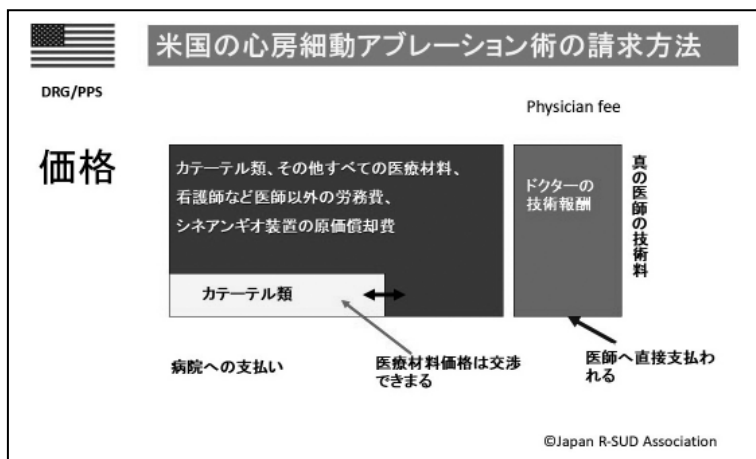 米国の心房細動アブレーション術の請求方法
DRG/PPS
Physician fee
価格
カテーテル類、その他すべての医療材料、
看護師など医師以外の労務費、
シネアンギオ装置の原価償却費
ドクターの
技術報酬
真の医師の技術料
カテーテル類
病院への支払い
医療材料価格は交渉
できまる
医師へ直接支払わ
れる
©Japan R-SUD Association